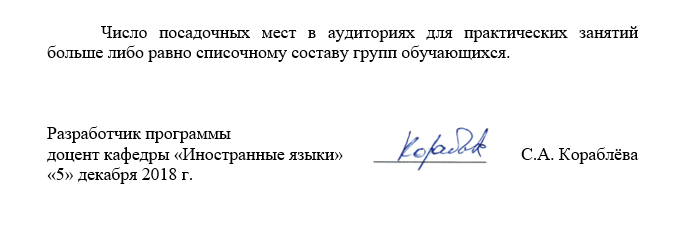 Число посадочных мест в аудиториях для практических занятий
больше либо равно списочному составу групп обучающихся.
Разработчик программы
доцент кафедры «Иностранные языки» С.А. Кораблёва
«5» декабря 2018 г.